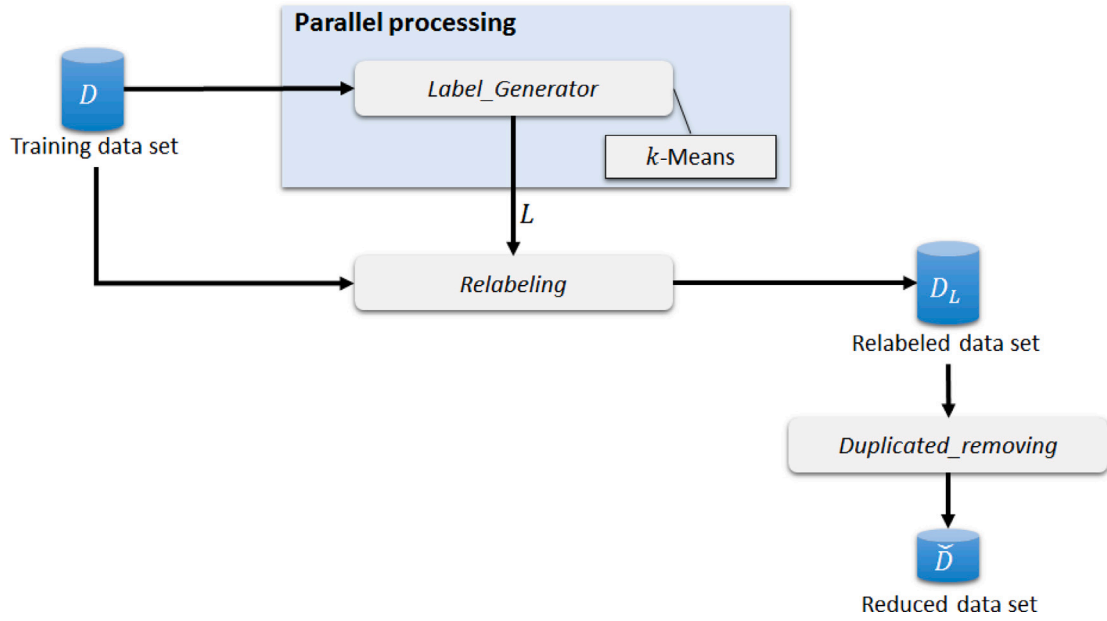 Parallel processing
D
Label_Generator
Training data set
k-Means
L
Relabeling
D_L
Relabeled data set
Duplicated_removing
Ď
Reduced data set